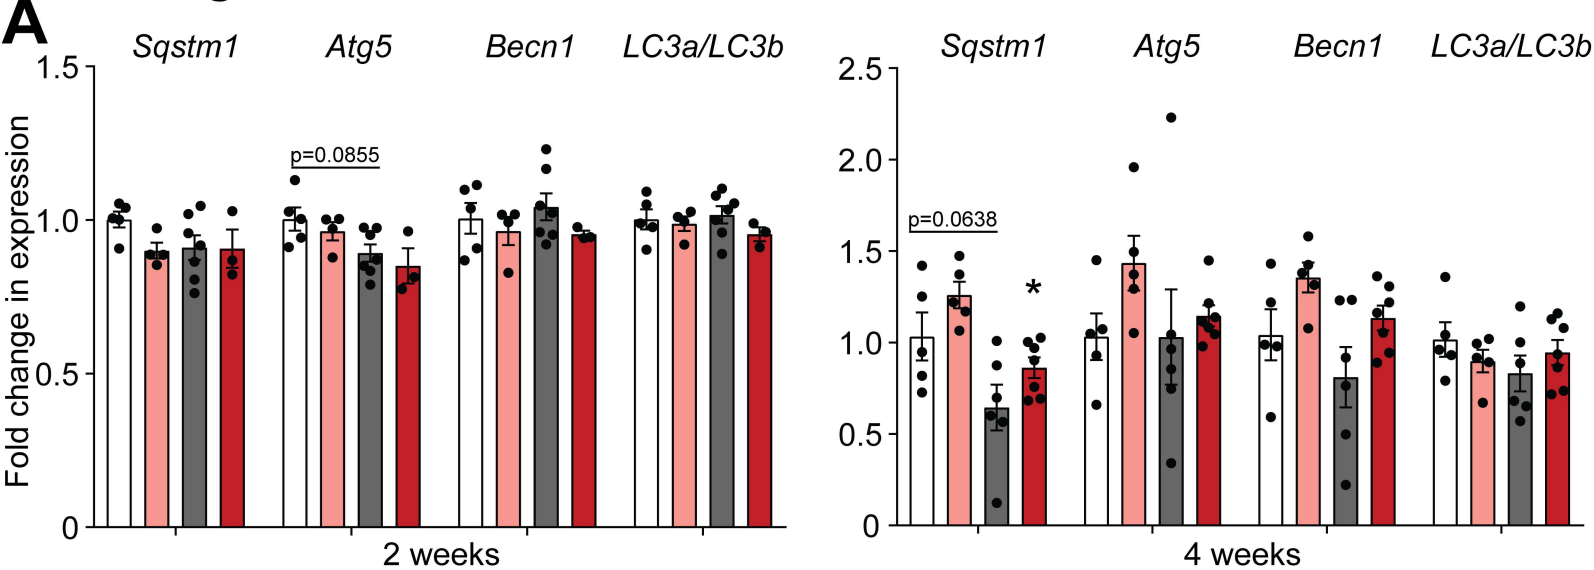 A
Sqstm1 Atg5 Becn1 LC3a/LC3b
Fold change in expression
1.5
1.0
0.5
0
p=0.0855
2 weeks
Sqstm1 Atg5 Becn1 LC3a/LC3b
2.5
2.0
1.5
1.0
0.5
0
p=0.0638
*
4 weeks